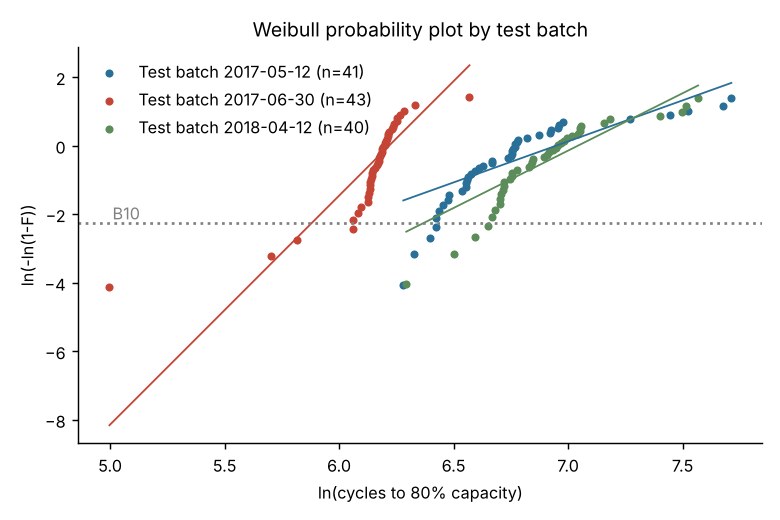 Weibull probability plot by test batch
Test batch 2017-05-12 (n=41)
Test batch 2017-06-30 (n=43)
Test batch 2018-04-12 (n=40)
B10
ln(-ln(1-F))
2
0
−2
−4
−6
−8
5.0
5.5
6.0
6.5
7.0
7.5
ln(cycles to 80% capacity)